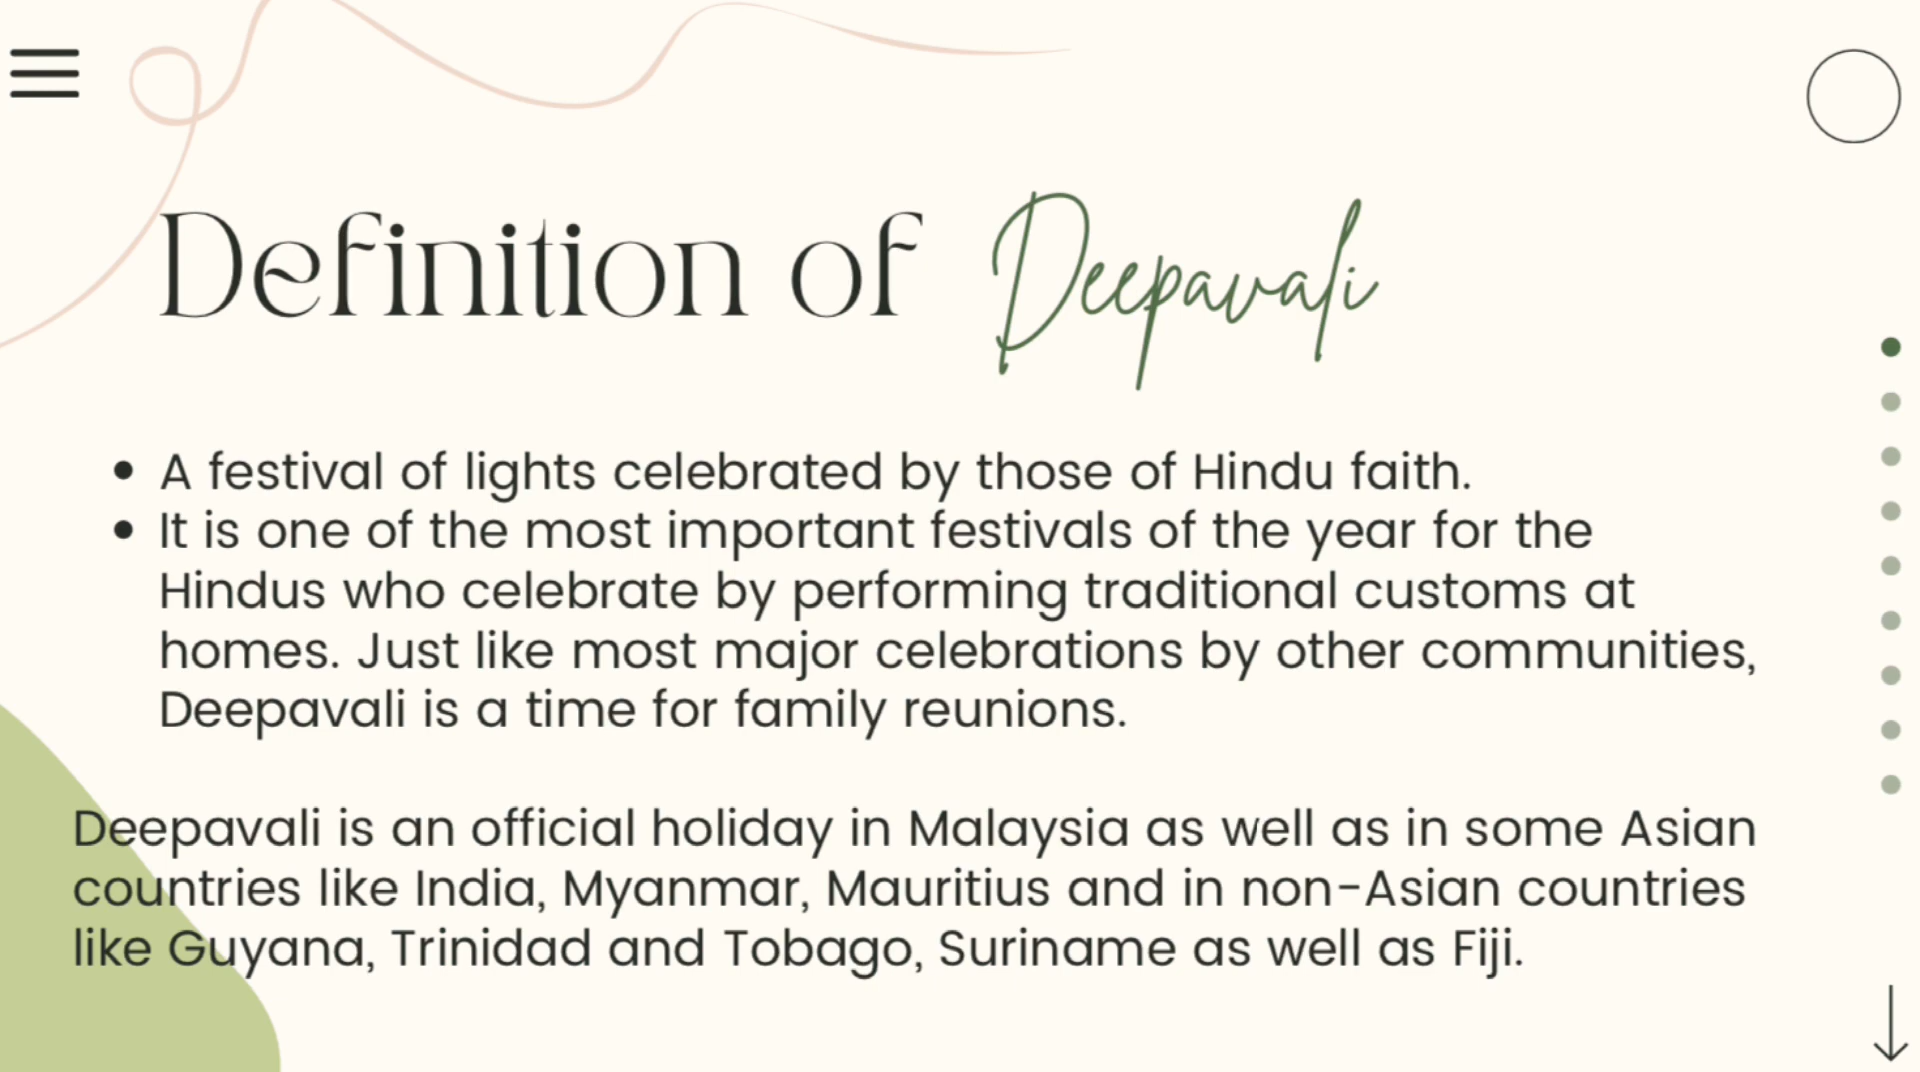 Definition of Deepavali
• A festival of lights celebrated by those of Hindu faith.
• It is one of the most important festivals of the year for the
Hindus who celebrate by performing traditional customs at
homes. Just like most major celebrations by other communities,
Deepavali is a time for family reunions.
Deepavali is an official holiday in Malaysia as well as in some Asian
countries like India, Myanmar, Mauritius and in non-Asian countries
like Guyana, Trinidad and Tobago, Suriname as well as Fiji.